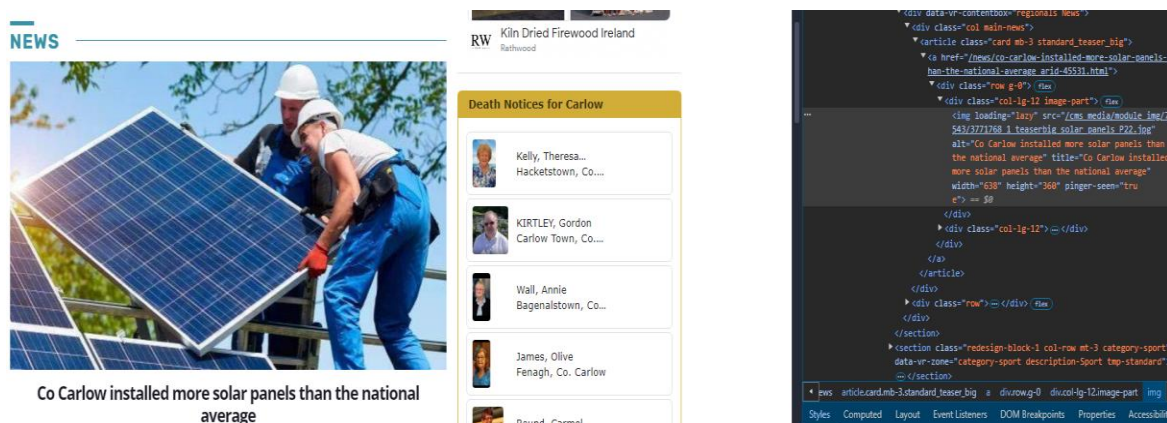 NEWS
Co Carlow installed more solar panels than the national
average
RW
Kiln Dried Firewood Ireland
Rathwood
Death Notices for Carlow
Kelly, Theresa...
Hacketstown, Co....
KIRTLEY, Gordon
Carlow Town, Co....
Wall, Annie
Bagenalstown, Co...
James, Olive
Fenagh, Co. Carlow
<div data-vr-contentbox="regionals News">
<div class="col main-news">
<article class="card mb-3 standard_teaser_big">
<a href="/news/co-carlow-installed-more-solar-panels-
han-the-national-average_arid-45531.html">
<div class="row g-0"> flex
<div class="col-lg-12 image-part"> flex
<img loading="lazy" src="/cms_media/module_img/7
543/3771768_1_teaserbig_solar_panels_P22.jpg"
alt="Co Carlow installed more solar panels than
the national average" title="Co Carlow installed
more solar panels than the national average"
width="638" height="360" pinger-seen="tru
e"> == $0
</div>
<div class="col-lg-12"> … </div>
</div>
</a>
</article>
</div>
<div class="row"> … </div> flex
</div>
</section>
<section class="redesign-block-1 col-row mt-3 category-sport"
data-vr-zone="category-sport description-Sport tmp-standard"
… </section>
ews article.card.mb-3.standard_teaser_big a div.row.g-0 div.col-lg-12.image-part img
Styles Computed Layout Event Listeners DOM Breakpoints Properties Accessibilit